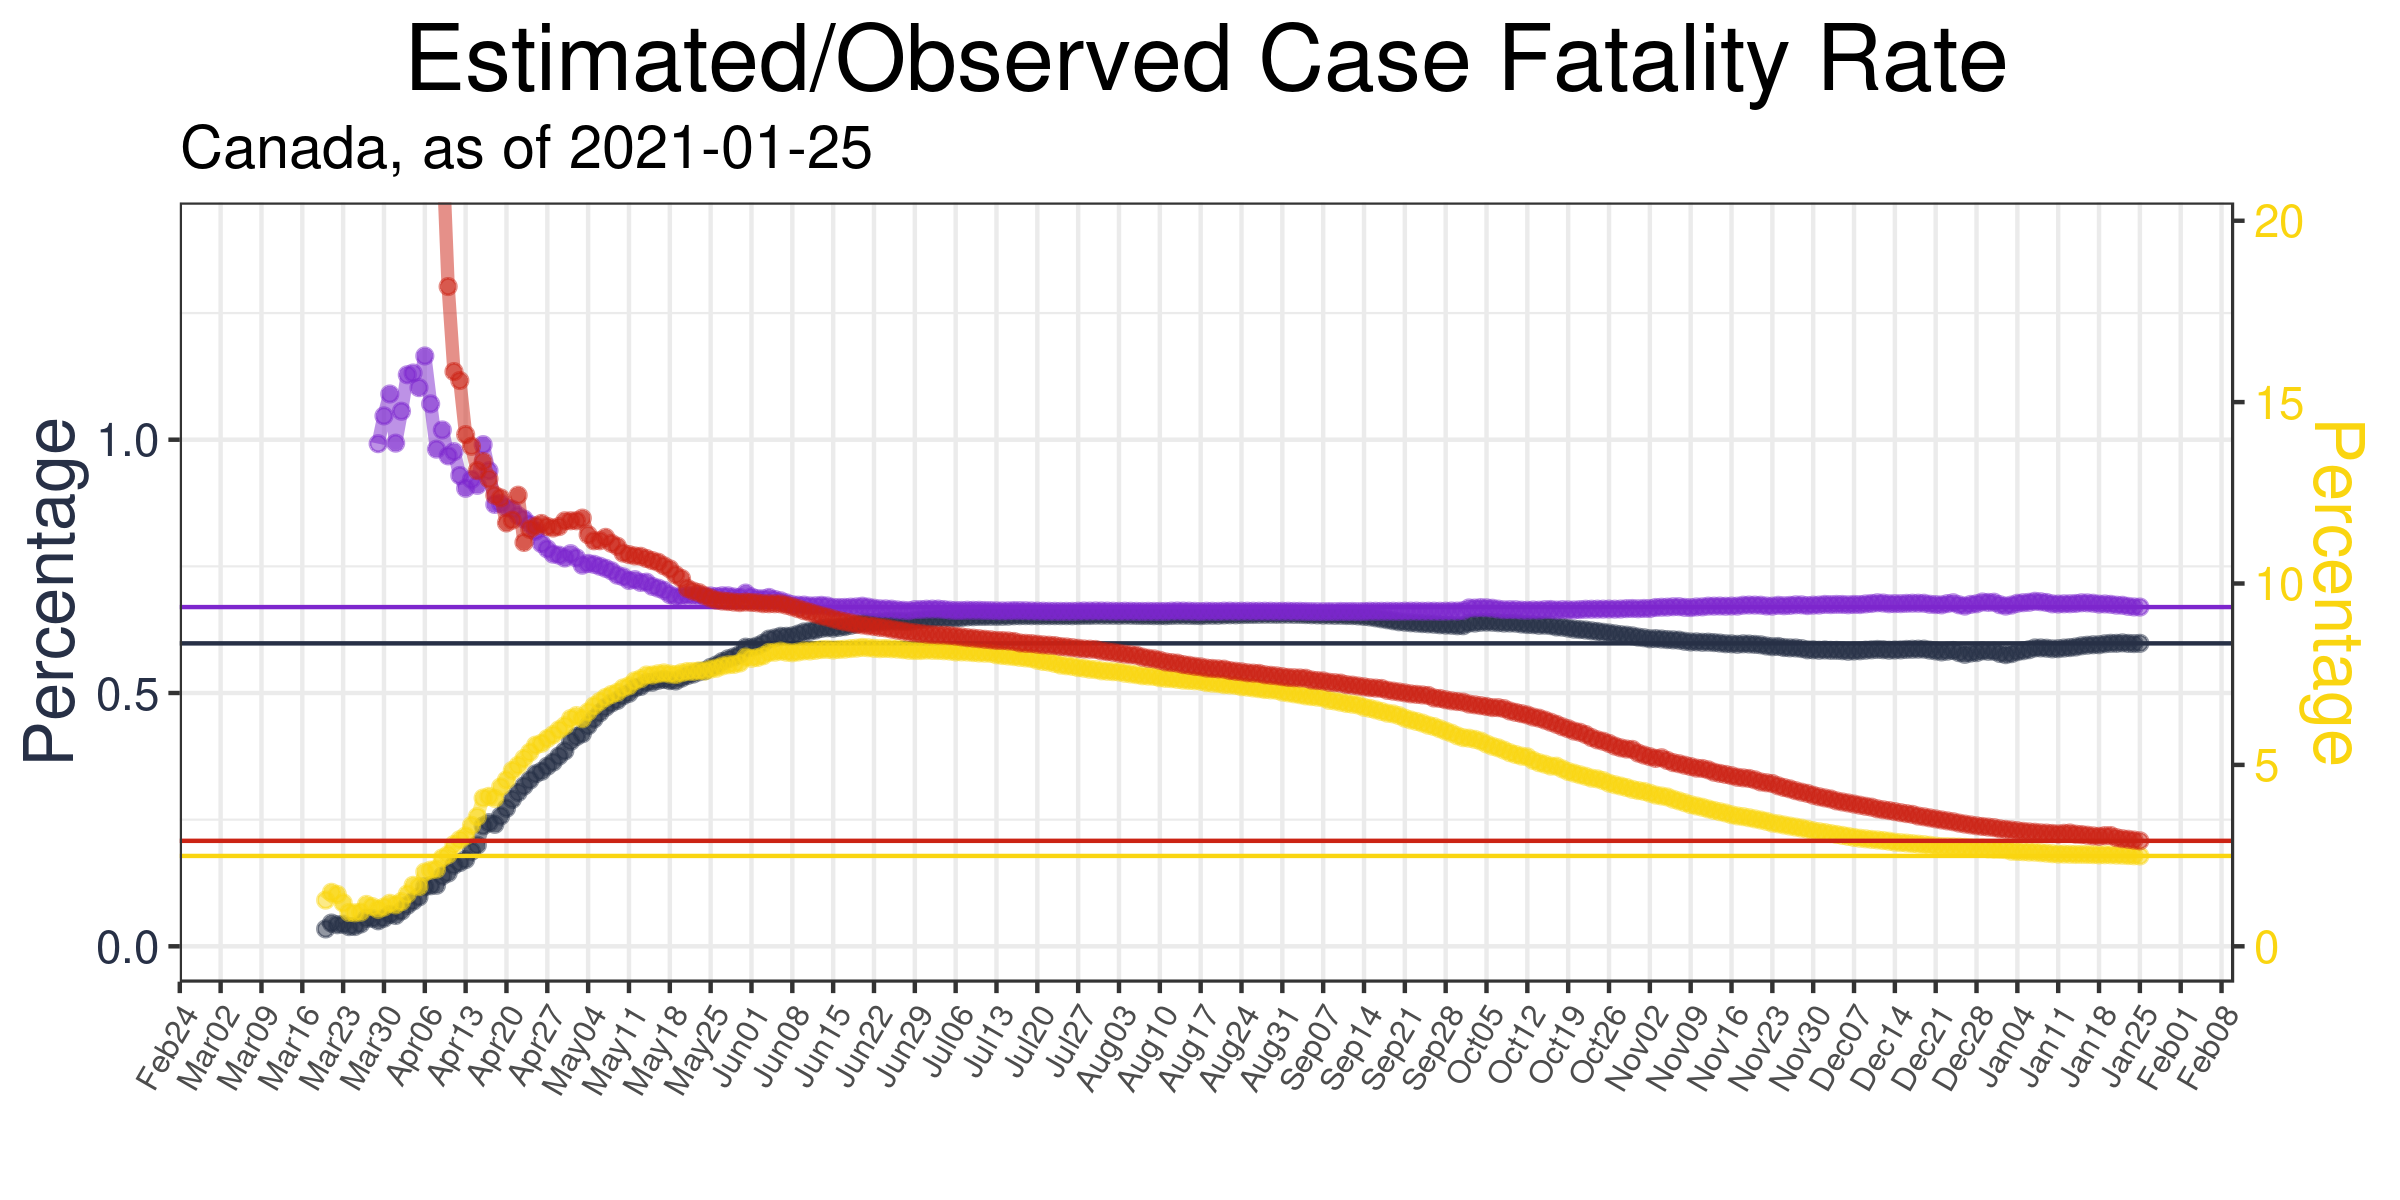 Estimated/Observed Case Fatality Rate
Canada, as of 2021-01-25
Percentage
1.0
0.5
0.0
20
15
10
5
0
Percentage
Feb24 Mar02 Mar09 Mar16 Mar23 Mar30 Apr06 Apr13 Apr20 Apr27 May04 May11 May18 May25 Jun01 Jun08 Jun15 Jun22 Jun29 Jul06 Jul13 Jul20 Jul27 Aug03 Aug10 Aug17 Aug24 Aug31 Sep07 Sep14 Sep21 Sep28 Oct05 Oct12 Oct19 Oct26 Nov02 Nov09 Nov16 Nov23 Nov30 Dec07 Dec14 Dec21 Dec28 Jan04 Jan11 Jan18 Jan25 Feb01 Feb08